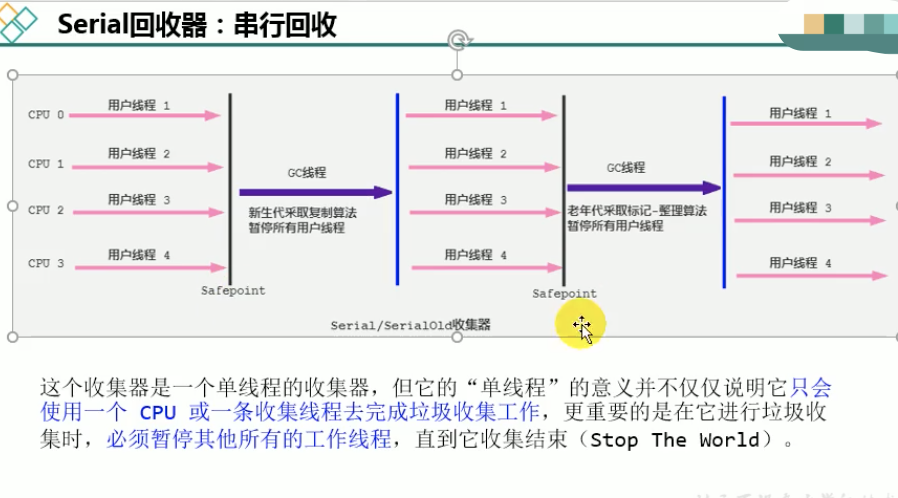 Serial回收器：串行回收
CPU 0 用户线程 1 用户线程 1 用户线程 1
CPU 1 用户线程 2 用户线程 2 用户线程 2
GC线程 GC线程
CPU 2 用户线程 3 用户线程 3 用户线程 3
新生代采取复制算法 老年代采取标记-整理算法
暂停所有用户线程 暂停所有用户线程
CPU 3 用户线程 4 用户线程 4 用户线程 4
Safepoint Safepoint
Serial/SerialOld收集器
这个收集器是一个单线程的收集器，但它的“单线程”的意义并不仅仅说明它只会
使用一个 CPU 或一条收集线程去完成垃圾收集工作，更重要的是在它进行垃圾收
集时，必须暂停其他所有的工作线程，直到它收集结束（Stop The World）。